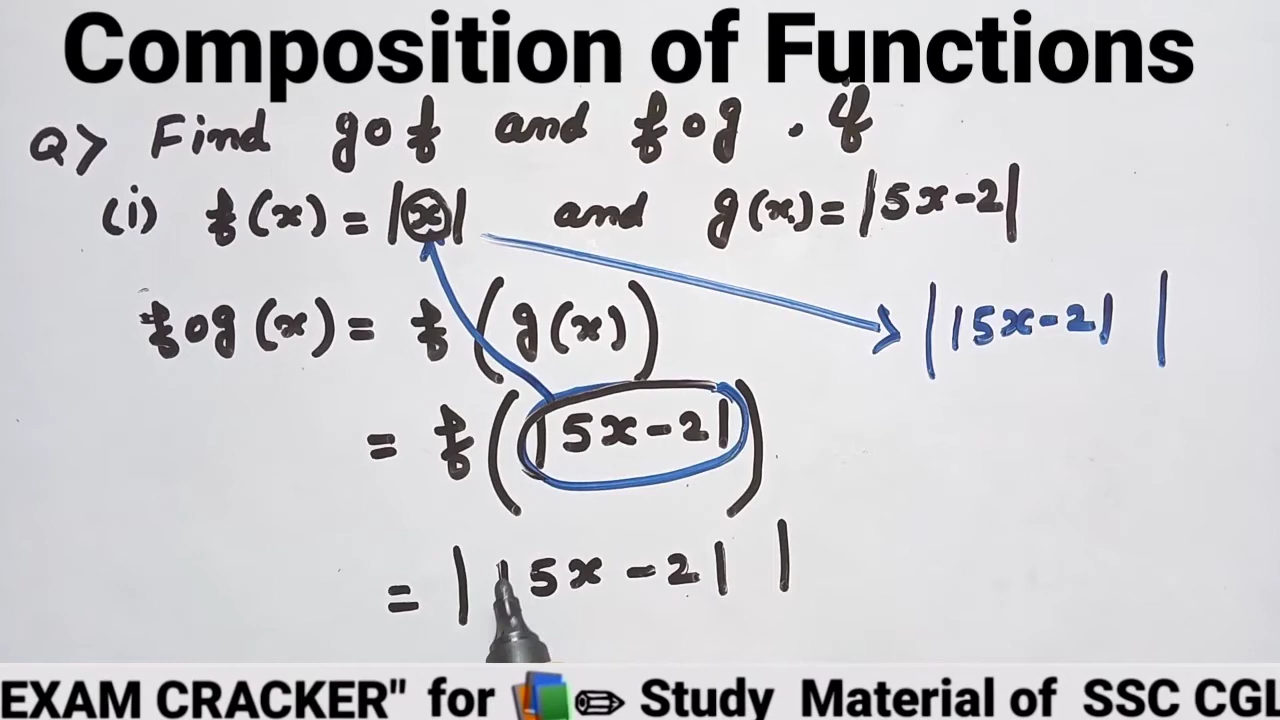 Composition of Functions
Q> Find gof and fog . if
(i) f(x) = |x| and g(x) = |5x-2|
fog(x) = f(g(x))
| |5x-2| |
= f(|5x-2|)
= | |5x-2| |
EXAM CRACKER" for 📚✏ Study Material of SSC CGL